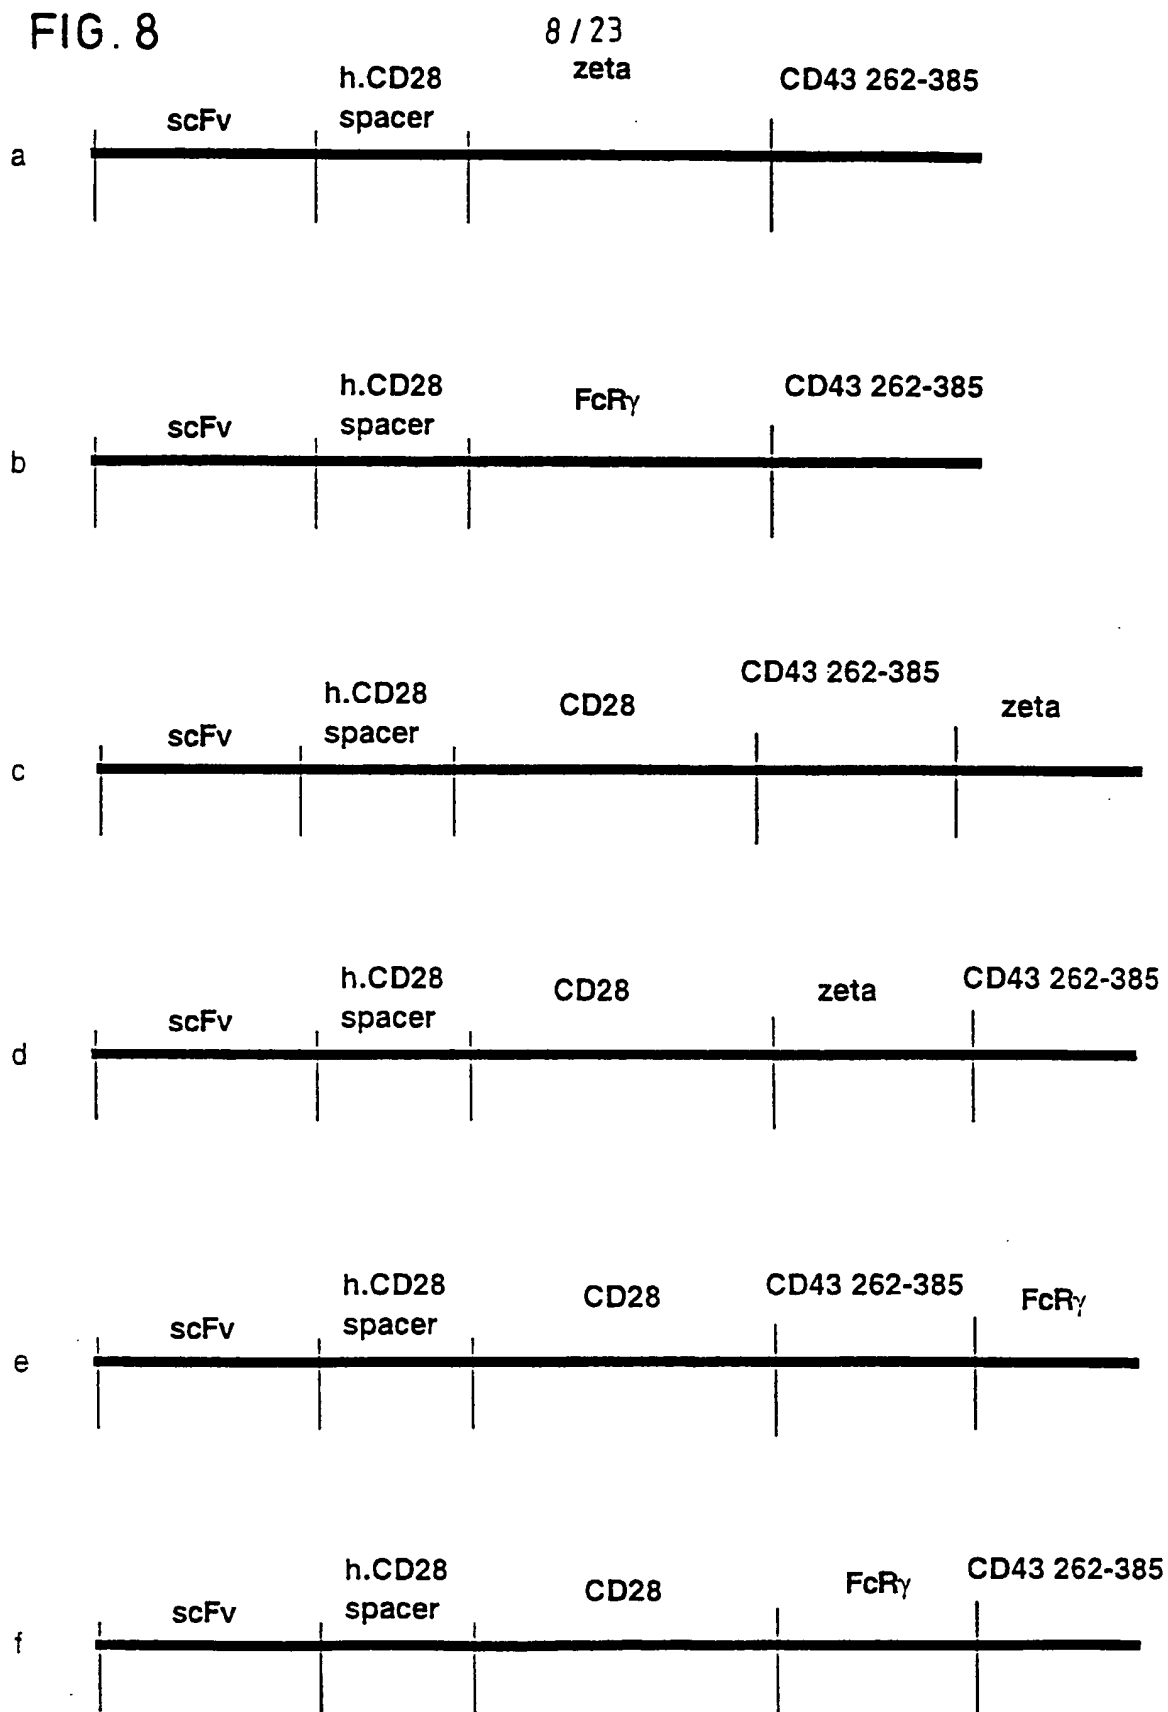 FIG. 8
8 / 23
zeta
h.CD28
spacer
CD43 262-385
scFv
a
h.CD28
spacer
FcRγ
CD43 262-385
scFv
b
h.CD28
spacer
CD28
CD43 262-385
zeta
scFv
c
h.CD28
spacer
CD28
zeta
CD43 262-385
scFv
d
h.CD28
spacer
CD28
CD43 262-385
FcRγ
scFv
e
h.CD28
spacer
CD28
FcRγ
CD43 262-385
scFv
f